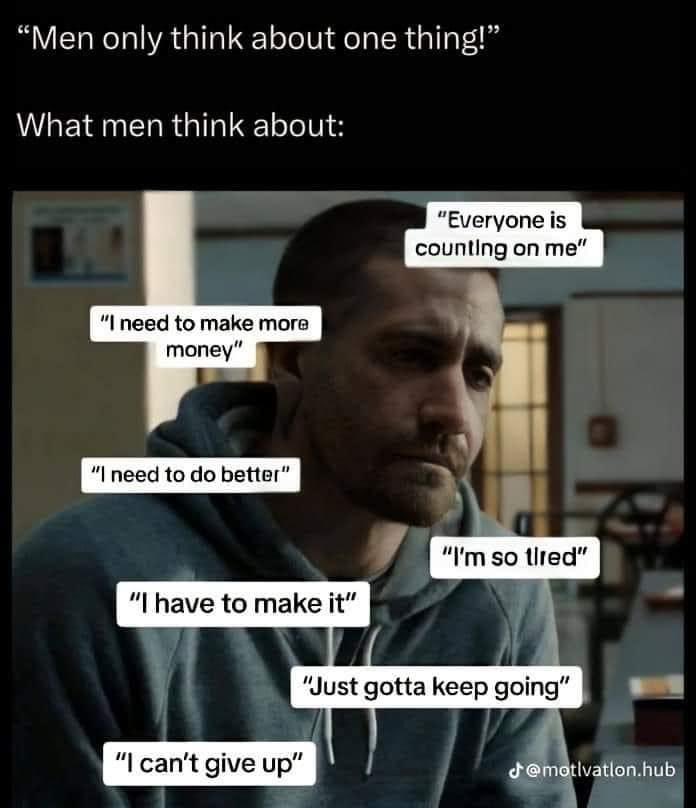 “Men only think about one thing!”
What men think about:
"Everyone is
counting on me"
"I need to make more
money"
"I need to do better"
"I'm so tired"
"I have to make it"
"Just gotta keep going"
"I can't give up"
@motivation.hub